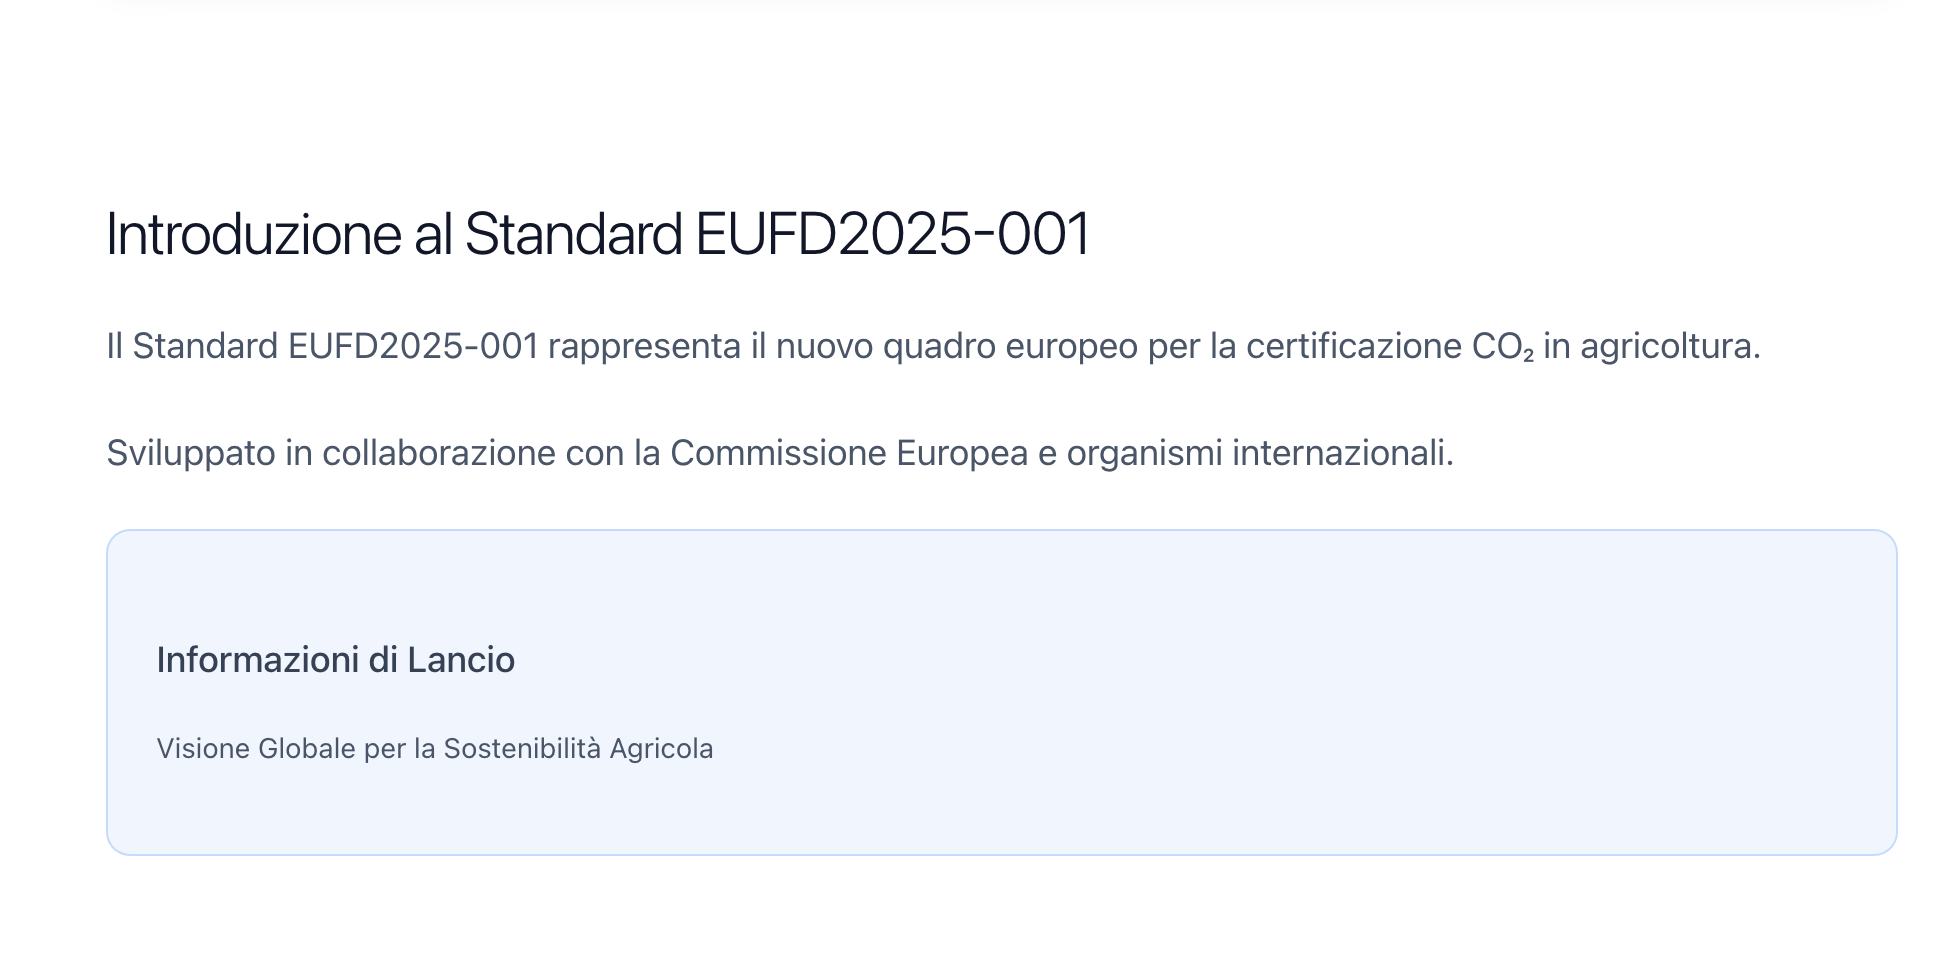 Introduzione al Standard EUFD2025-001
Il Standard EUFD2025-001 rappresenta il nuovo quadro europeo per la certificazione CO₂ in agricoltura.
Sviluppato in collaborazione con la Commissione Europea e organismi internazionali.
Informazioni di Lancio
Visione Globale per la Sostenibilità Agricola